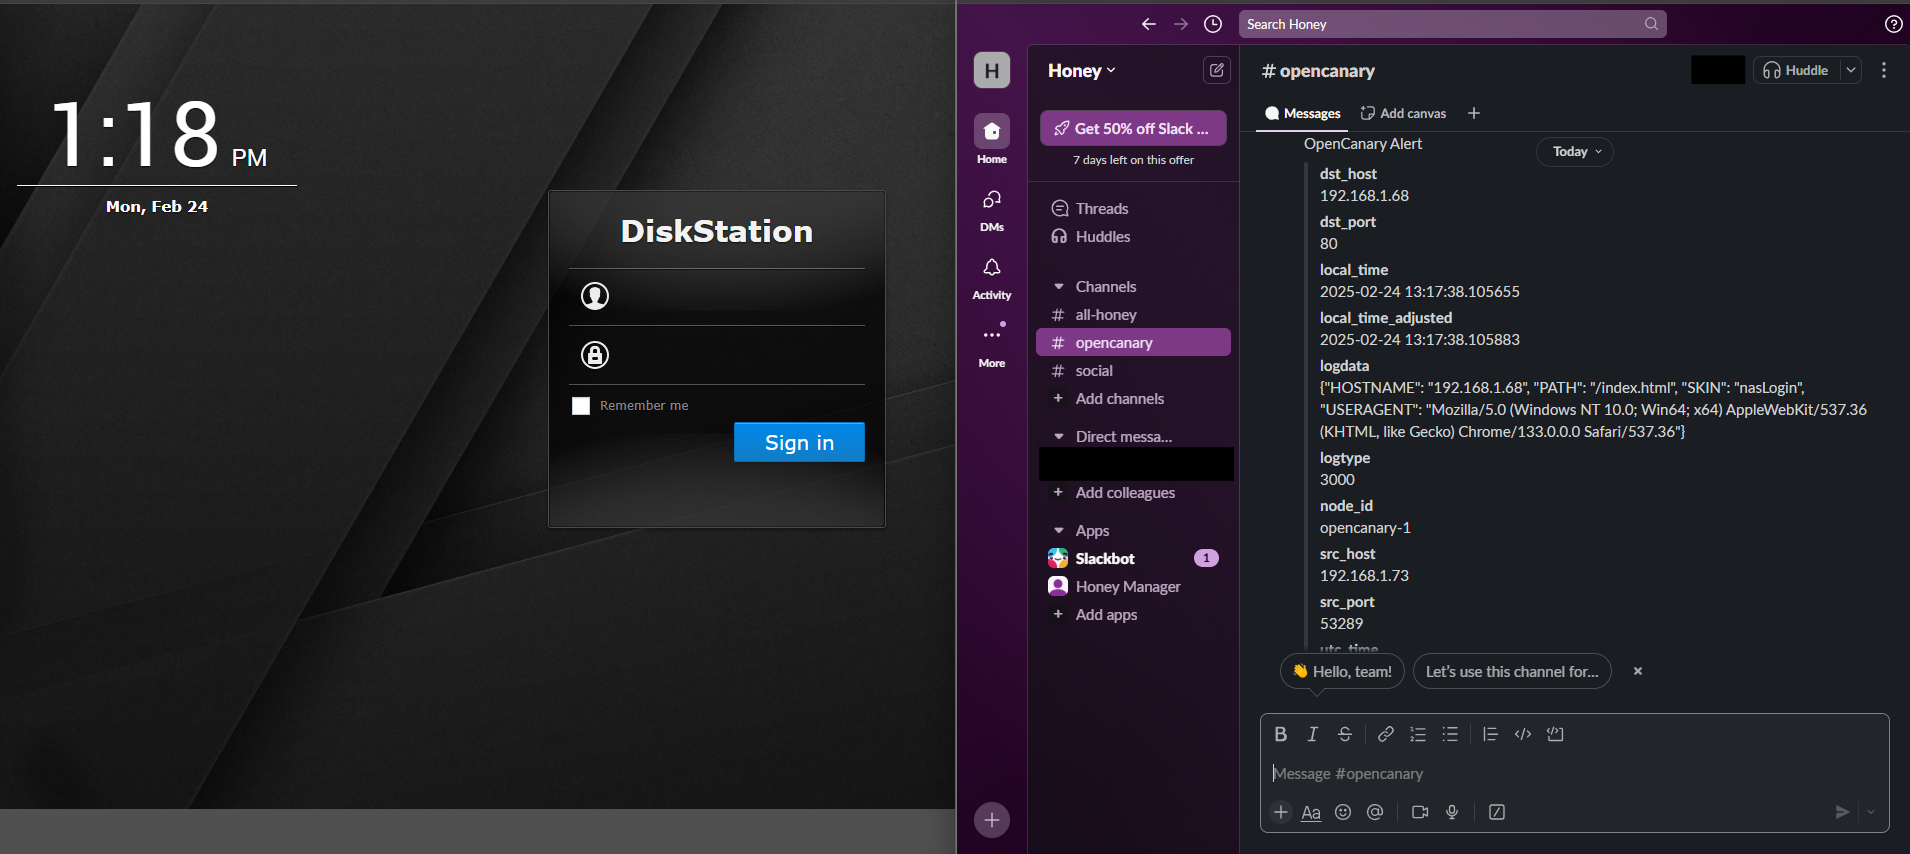 1:18 PM
Mon, Feb 24
DiskStation
Remember me
Sign in
Search Honey
H
Home
DMs
Activity
More
Honey
Get 50% off Slack ...
7 days left on this offer
Threads
Huddles
Channels
# all-honey
# opencanary
# social
+ Add channels
Direct messa...
+ Add colleagues
Apps
Slackbot 1
Honey Manager
+ Add apps
# opencanary
Huddle
Messages
Add canvas
OpenCanary Alert
Today
dst_host
192.168.1.68
dst_port
80
local_time
2025-02-24 13:17:38.105655
local_time_adjusted
2025-02-24 13:17:38.105883
logdata
{"HOSTNAME": "192.168.1.68", "PATH": "/index.html", "SKIN": "nasLogin",
"USERAGENT": "Mozilla/5.0 (Windows NT 10.0; Win64; x64) AppleWebKit/537.36
(KHTML, like Gecko) Chrome/133.0.0.0 Safari/537.36"}
logtype
3000
node_id
opencanary-1
src_host
192.168.1.73
src_port
53289
utc_time
👋 Hello, team!
Let's use this channel for...
Message #opencanary
Aa